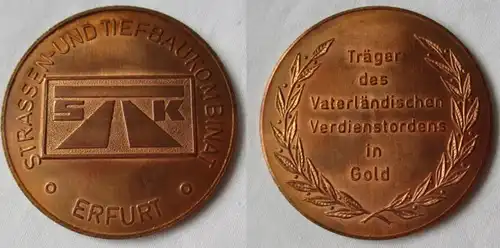 STRASSEN-UND TIEFBAUKOMBINAT
STK
ERFURT
Träger
des
Vaterländischen
Verdienstordens
in
Gold